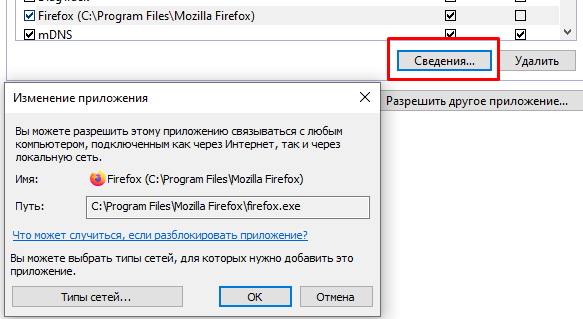 Firefox (C:\Program Files\Mozilla Firefox)
mDNS
Сведения...
Удалить
Разрешить другое приложение...
Изменение приложения
Вы можете разрешить этому приложению связываться с любым
компьютером, подключенным как через Интернет, так и через
локальную сеть.
Имя:
Firefox (C:\Program Files\Mozilla Firefox)
Путь:
C:\Program Files\Mozilla Firefox\firefox.exe
Что может случиться, если разблокировать приложение?
Вы можете выбрать типы сетей, для которых нужно добавить это
приложение.
Типы сетей...
ОК
Отмена